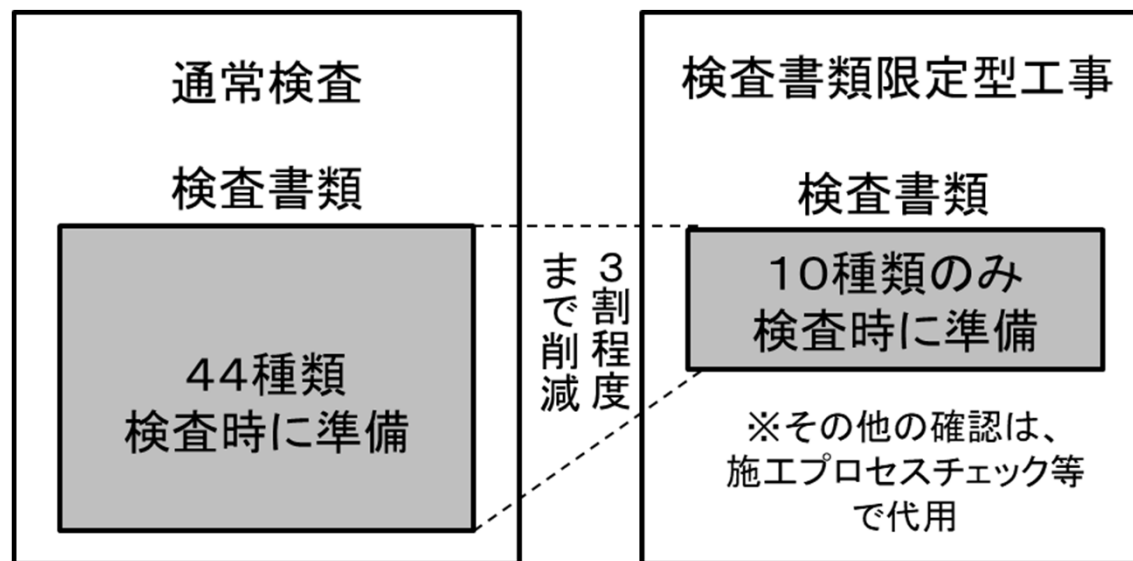 通常検査
検査書類
44種類
検査時に準備
3割程度
まで削減
検査書類限定型工事
検査書類
10種類のみ
検査時に準備
※その他の確認は、
施工プロセスチェック等
で代用